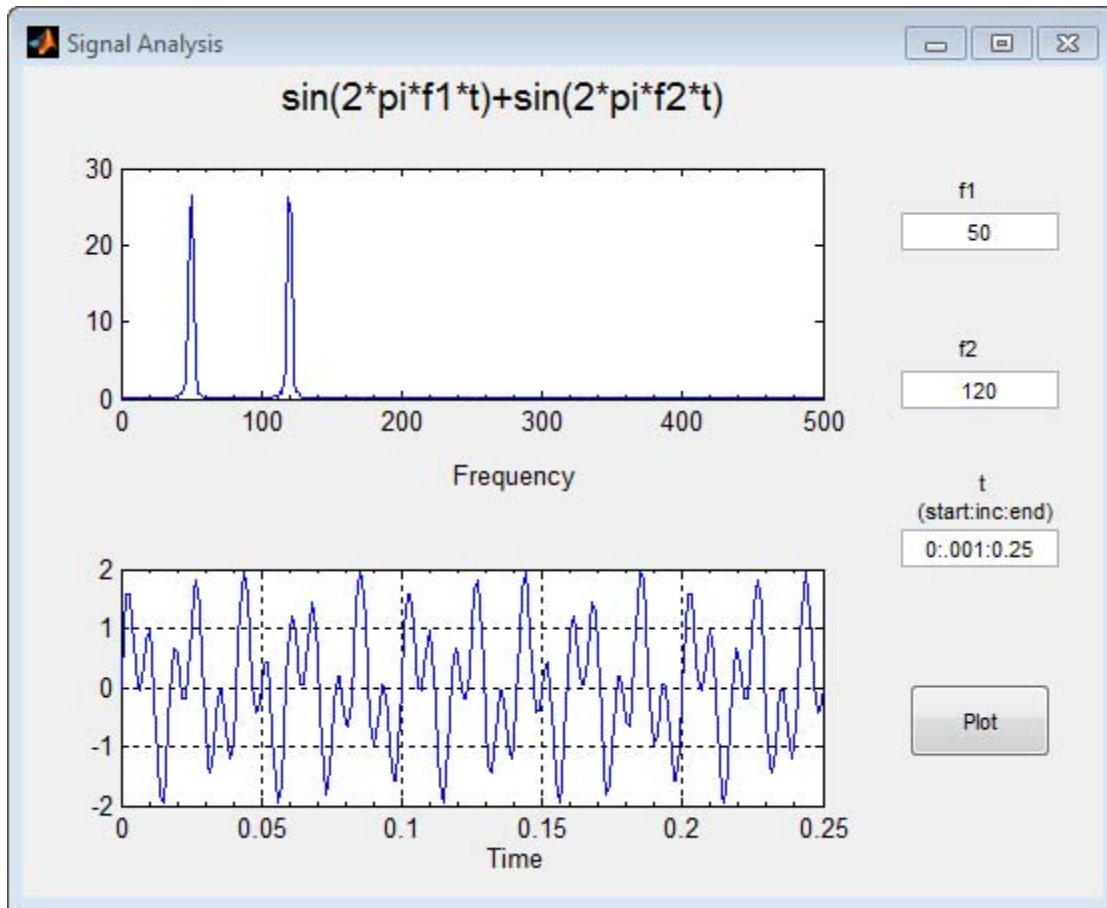 Signal Analysis
sin(2*pi*f1*t)+sin(2*pi*f2*t)
30
20
10
0
0 100 200 300 400 500
Frequency
2
1
0
-1
-2
0 0.05 0.1 0.15 0.2 0.25
Time
f1
50
f2
120
t
(start:inc:end)
0:.001:0.25
Plot